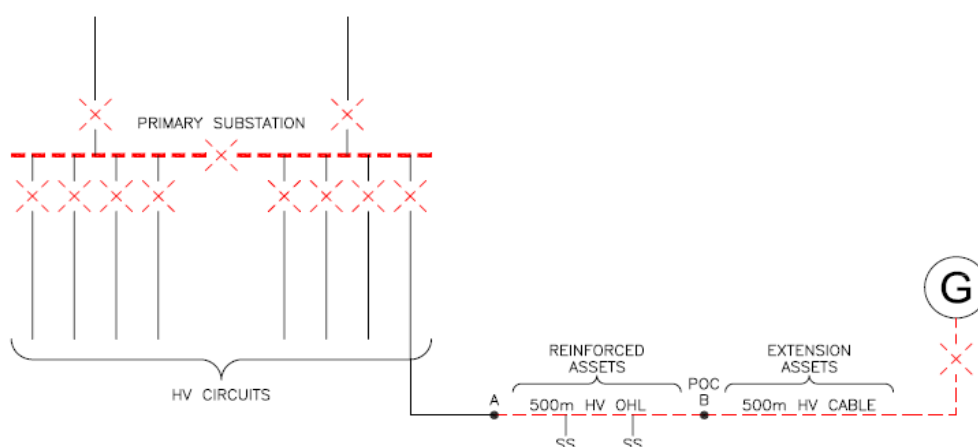 PRIMARY SUBSTATION
G
REINFORCED
ASSETS
EXTENSION
ASSETS
HV CIRCUITS
A
500m HV OHL
POC
B
500m HV CABLE
SS
SS